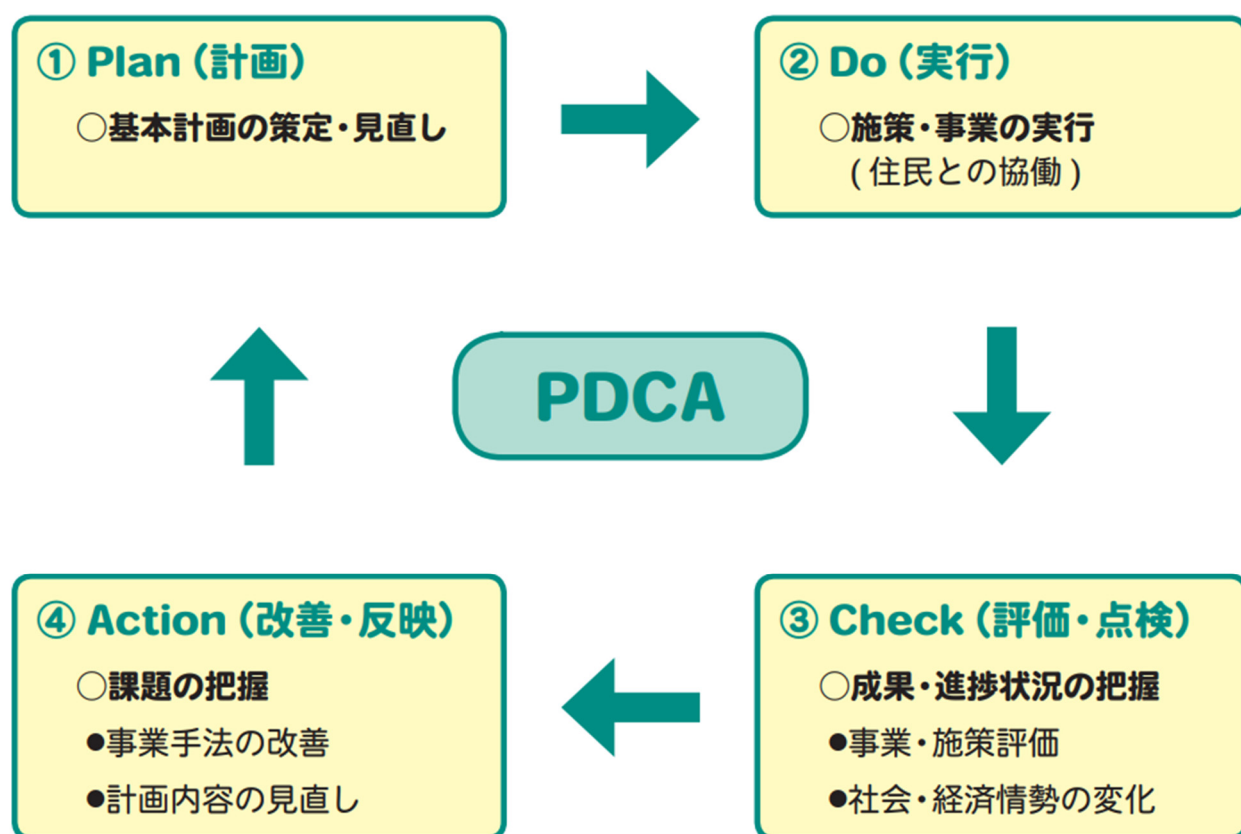 ① Plan（計画）
○基本計画の策定・見直し
② Do（実行）
○施策・事業の実行
( 住民との協働 )
PDCA
④ Action（改善・反映）
○課題の把握
●事業手法の改善
●計画内容の見直し
③ Check（評価・点検）
○成果・進捗状況の把握
●事業・施策評価
●社会・経済情勢の変化